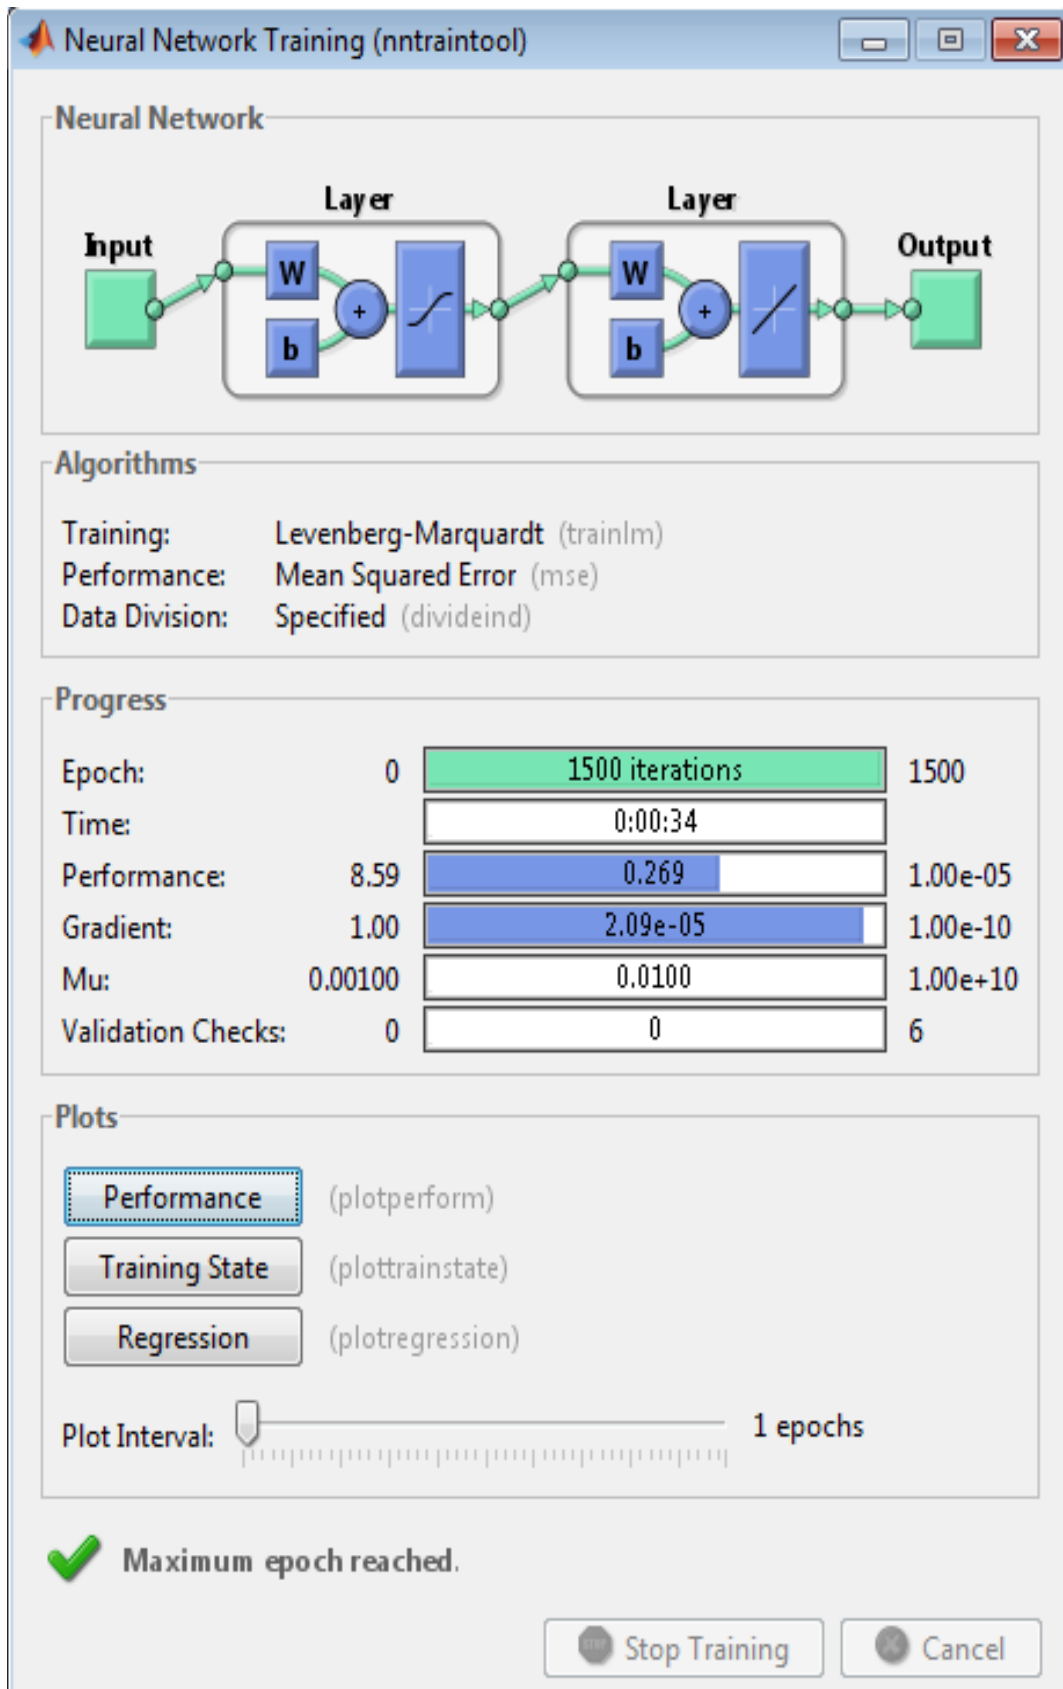 Neural Network Training (nntraintool)
Neural Network
Layer Layer
Input Output
W W
+ +
b b
Algorithms
Training: Levenberg-Marquardt (trainlm)
Performance: Mean Squared Error (mse)
Data Division: Specified (divideind)
Progress
Epoch: 0 1500 iterations 1500
Time: 0:00:34
Performance: 8.59 0.269 1.00e-05
Gradient: 1.00 2.09e-05 1.00e-10
Mu: 0.00100 0.0100 1.00e+10
Validation Checks: 0 0 6
Plots
Performance (plotperform)
Training State (plottrainstate)
Regression (plotregression)
Plot Interval: 1 epochs
Maximum epoch reached.
STOP Stop Training Cancel